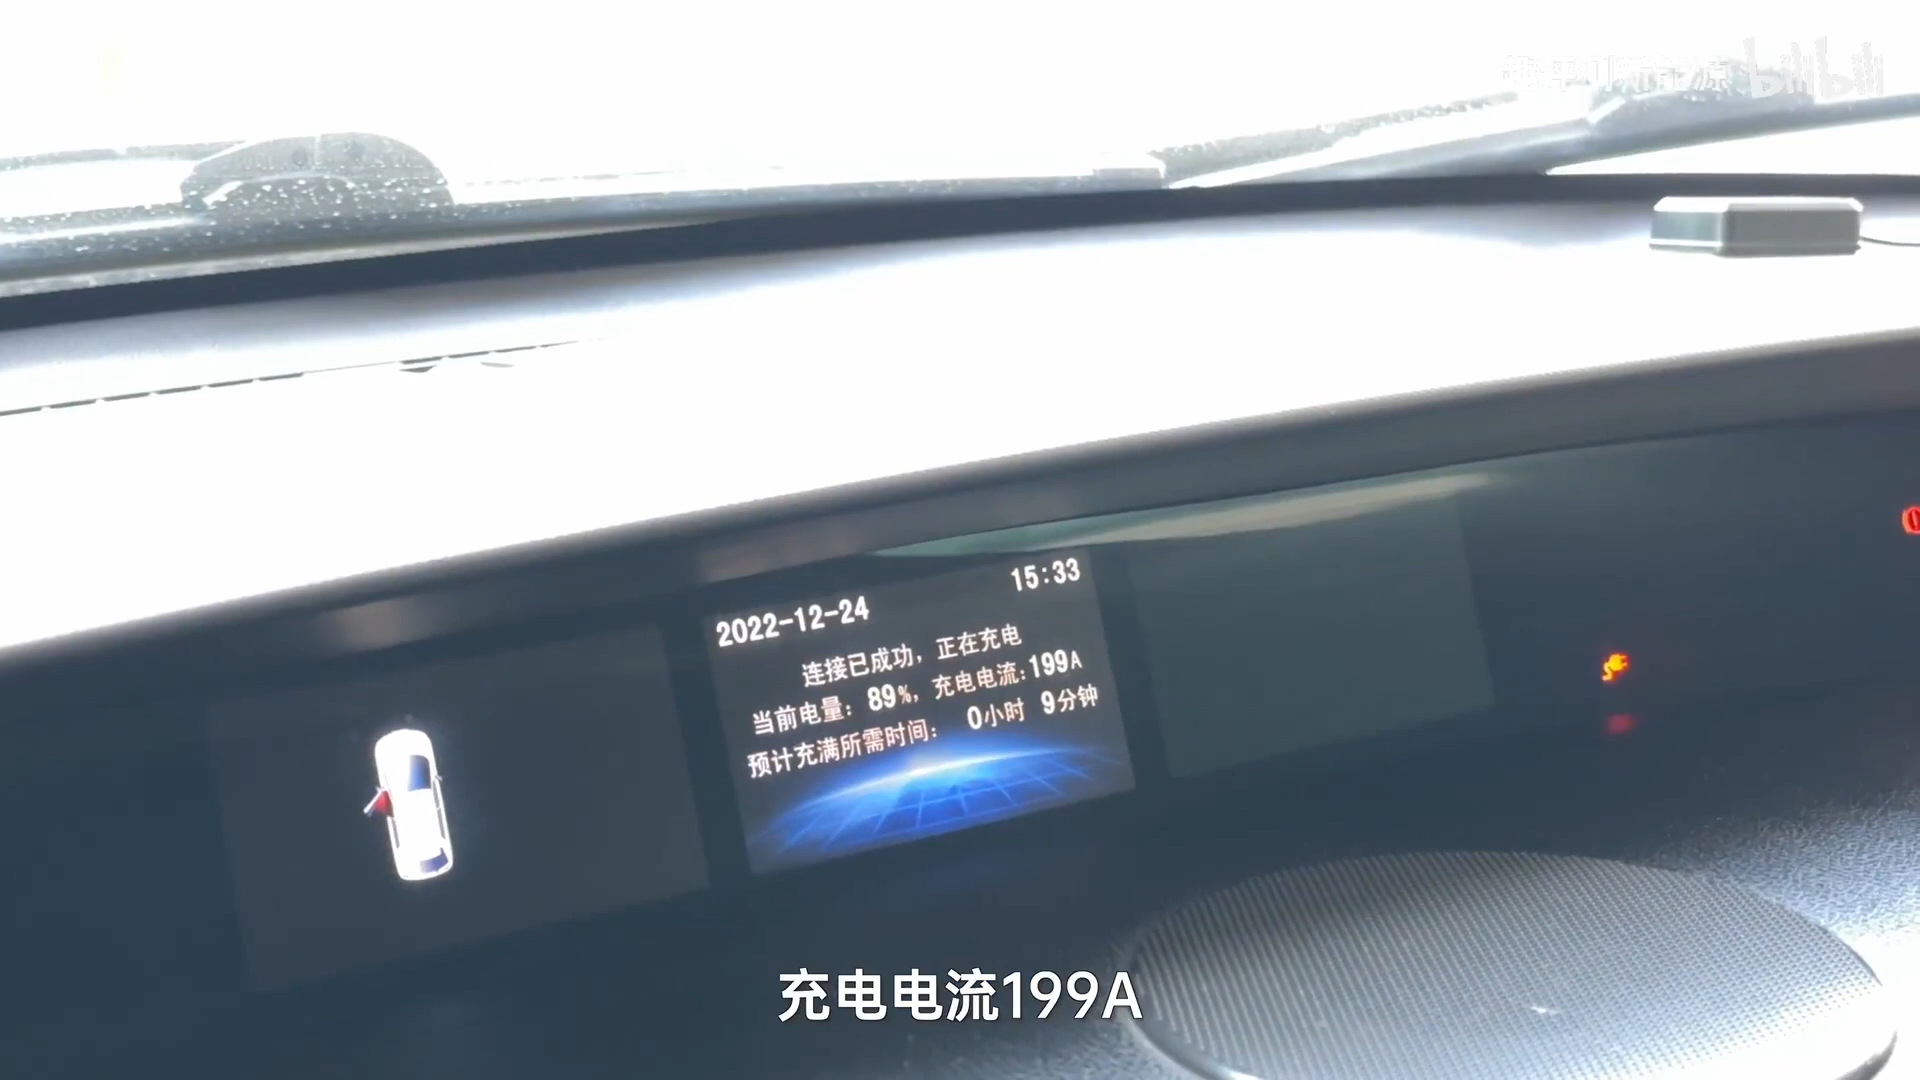 bilibili
15:33
2022-12-24
连接已成功，正在充电
当前电量：89%，充电电流:199A
预计充满所需时间： 0小时 9分钟
充电电流199A